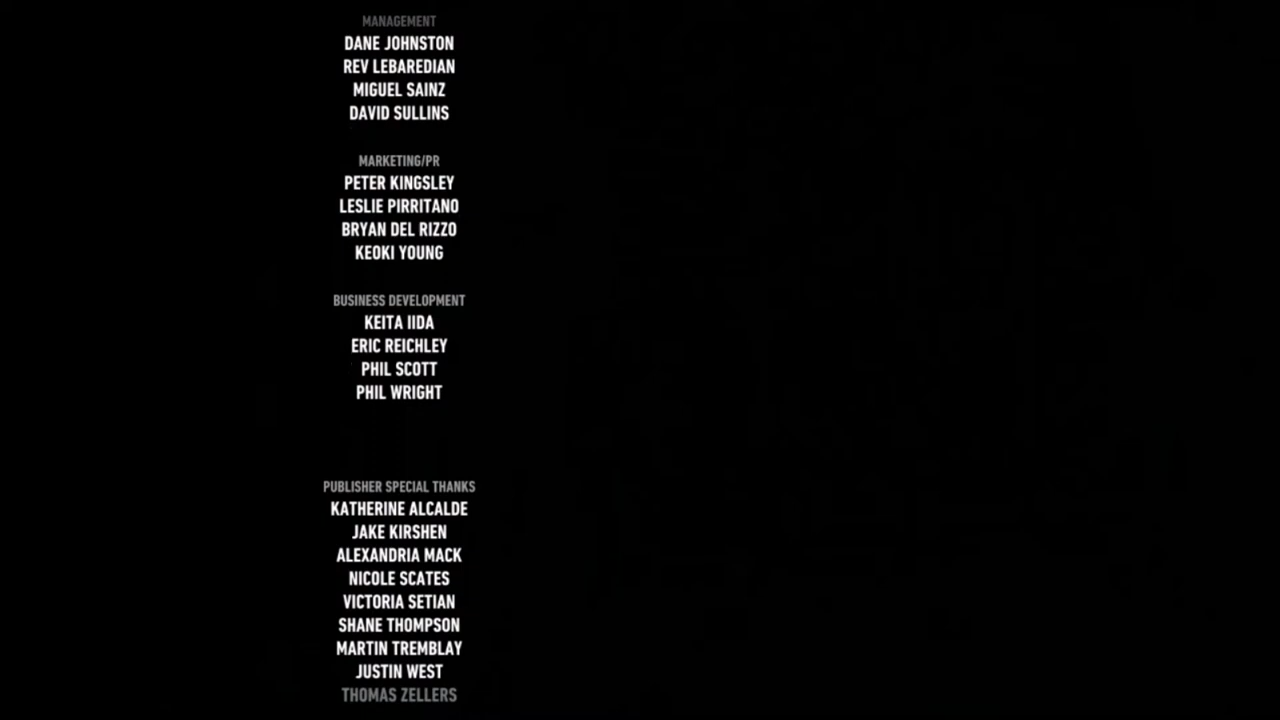 MANAGEMENT
DANE JOHNSTON
REV LEBAREDIAN
MIGUEL SAINZ
DAVID SULLINS
MARKETING/PR
PETER KINGSLEY
LESLIE PIRRITANO
BRYAN DEL RIZZO
KEOKI YOUNG
BUSINESS DEVELOPMENT
KEITA IIDA
ERIC REICHLEY
PHIL SCOTT
PHIL WRIGHT
PUBLISHER SPECIAL THANKS
KATHERINE ALCALDE
JAKE KIRSHEN
ALEXANDRIA MACK
NICOLE SCATES
VICTORIA SETIAN
SHANE THOMPSON
MARTIN TREMBLAY
JUSTIN WEST
THOMAS ZELLERS